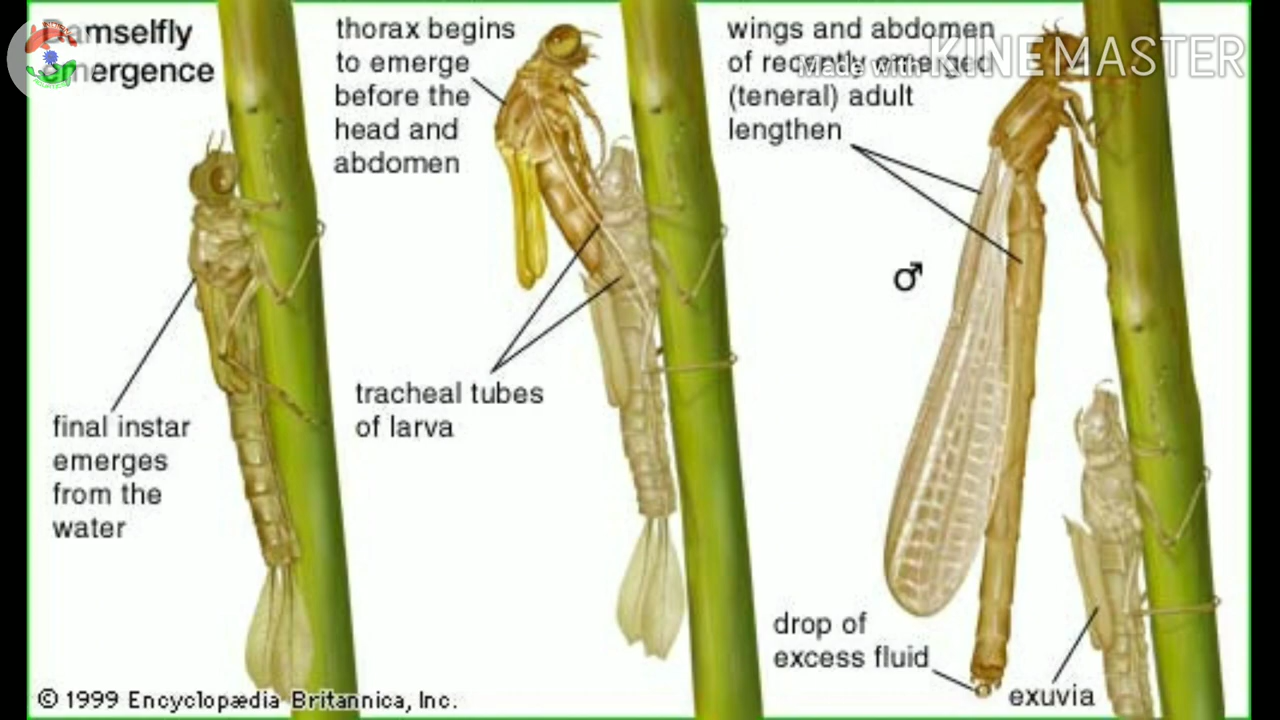 Damselfly
emergence
thorax begins
to emerge
before the
head and
abdomen
wings and abdomen
of recently emerged
(teneral) adult
lengthen
Made with KINEMASTER
♂
tracheal tubes
of larva
final instar
emerges
from the
water
drop of
excess fluid
exuvia
© 1999 Encyclopædia Britannica, Inc.